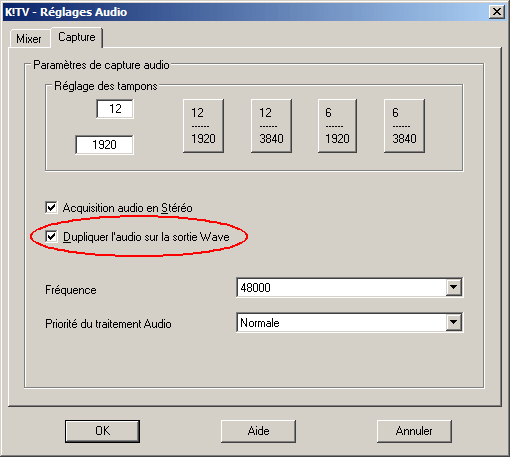 K!TV - Réglages Audio
Mixer Capture
Paramètres de capture audio
Réglage des tampons
12 12 12 6 6
------ ------ ------ ------
1920 1920 3840 1920 3840
Acquisition audio en Stéréo
Dupliquer l'audio sur la sortie Wave
Fréquence 48000
Priorité du traitement Audio Normale
OK Aide Annuler